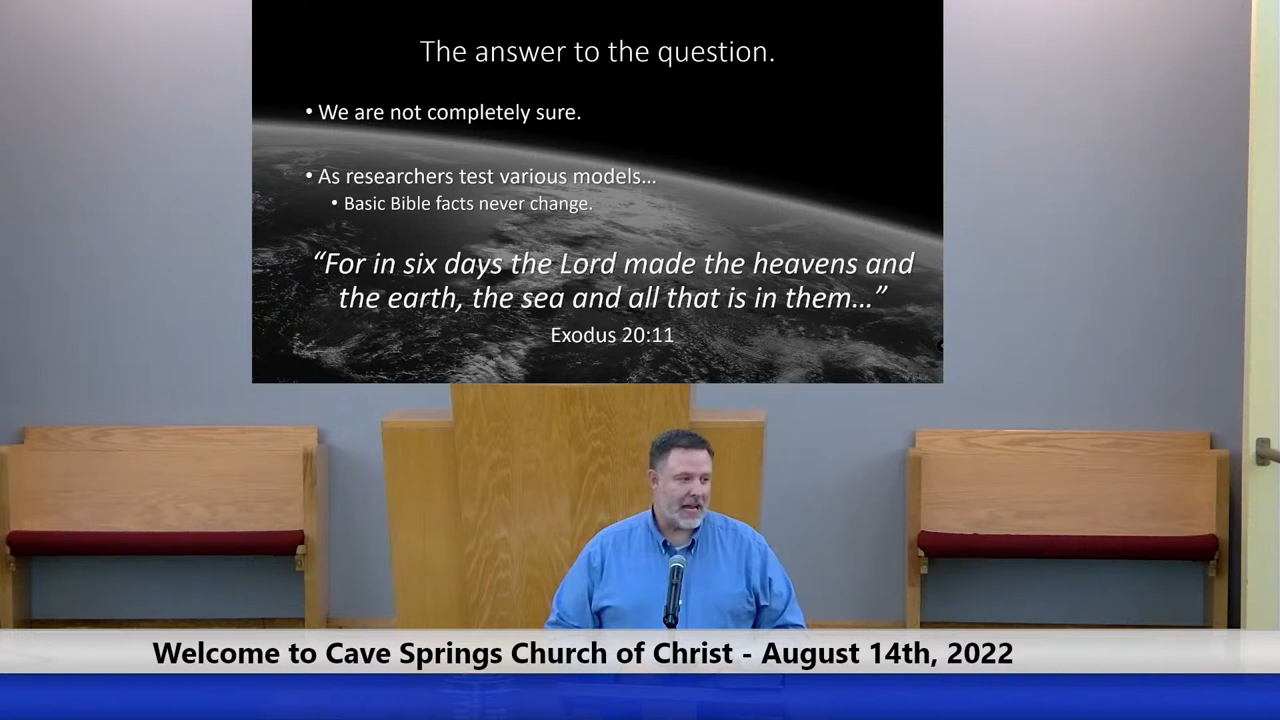 The answer to the question.
• We are not completely sure.
• As researchers test various models…
• Basic Bible facts never change.
“For in six days the Lord made the heavens and
the earth, the sea and all that is in them…”
Exodus 20:11
Welcome to Cave Springs Church of Christ - August 14th, 2022